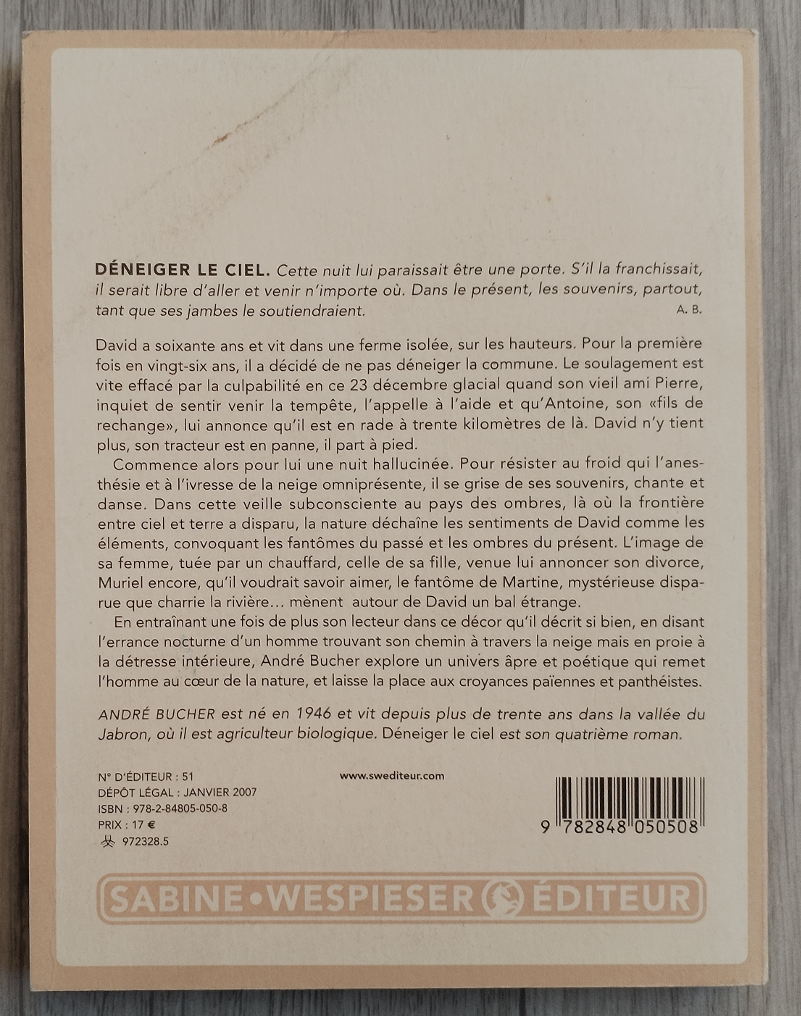 DÉNEIGER LE CIEL. Cette nuit lui paraissait être une porte. S'il la franchissait,
il serait libre d'aller et venir n'importe où. Dans le présent, les souvenirs, partout,
tant que ses jambes le soutiendraient. A. B.
David a soixante ans et vit dans une ferme isolée, sur les hauteurs. Pour la première
fois en vingt-six ans, il a décidé de ne pas déneiger la commune. Le soulagement est
vite effacé par la culpabilité en ce 23 décembre glacial quand son vieil ami Pierre,
inquiet de sentir venir la tempête, l'appelle à l'aide et qu'Antoine, son «fils de
rechange», lui annonce qu'il est en rade à trente kilomètres de là. David n'y tient
plus, son tracteur est en panne, il part à pied.
Commence alors pour lui une nuit hallucinée. Pour résister au froid qui l'anes-
thésie et à l'ivresse de la neige omniprésente, il se grise de ses souvenirs, chante et
danse. Dans cette veille subconsciente au pays des ombres, là où la frontière
entre ciel et terre a disparu, la nature déchaîne les sentiments de David comme les
éléments, convoquant les fantômes du passé et les ombres du présent. L'image de
sa femme, tuée par un chauffard, celle de sa fille, venue lui annoncer son divorce,
Muriel encore, qu'il voudrait savoir aimer, le fantôme de Martine, mystérieuse dispa-
rue que charrie la rivière... mènent autour de David un bal étrange.
En entraînant une fois de plus son lecteur dans ce décor qu'il décrit si bien, en disant
l'errance nocturne d'un homme trouvant son chemin à travers la neige mais en proie à
la détresse intérieure, André Bucher explore un univers âpre et poétique qui remet
l'homme au cœur de la nature, et laisse la place aux croyances païennes et panthéistes.
ANDRÉ BUCHER est né en 1946 et vit depuis plus de trente ans dans la vallée du
Jabron, où il est agriculteur biologique. Déneiger le ciel est son quatrième roman.
N° D'ÉDITEUR : 51
DÉPÔT LÉGAL : JANVIER 2007
ISBN : 978-2-84805-050-8
PRIX : 17 €
972328.5
www.swediteur.com
9 782848 050508
SABINE•WESPIESER ÉDITEUR